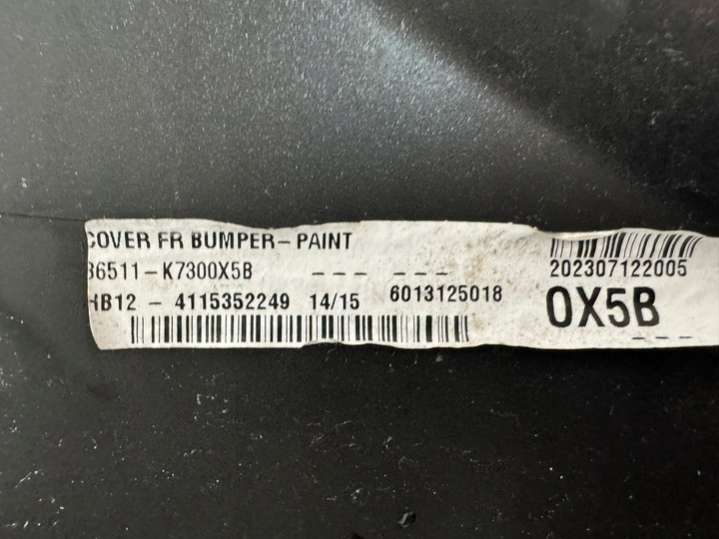 COVER FR BUMPER-PAINT
86511-K7300X5B --- ---
HB12 - 4115352249 14/15 6013125018
202307122005
0X5B
---